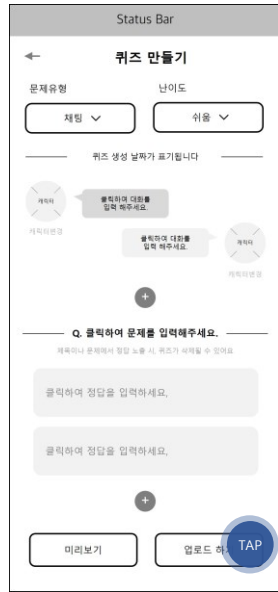 Status Bar
퀴즈 만들기
문제유형
난이도
채팅
쉬움
퀴즈 생성 날짜가 표기됩니다
캐릭터
클릭하여 대화를
입력 해주세요.
캐릭터변경
클릭하여 대화를
입력 해주세요.
캐릭터
캐릭터변경
+
Q. 클릭하여 문제를 입력해주세요.
제목이나 문제에서 정답 노출 시, 퀴즈가 삭제될 수 있어요
클릭하여 정답을 입력하세요.
클릭하여 정답을 입력하세요.
+
미리보기
업로드 하
TAP